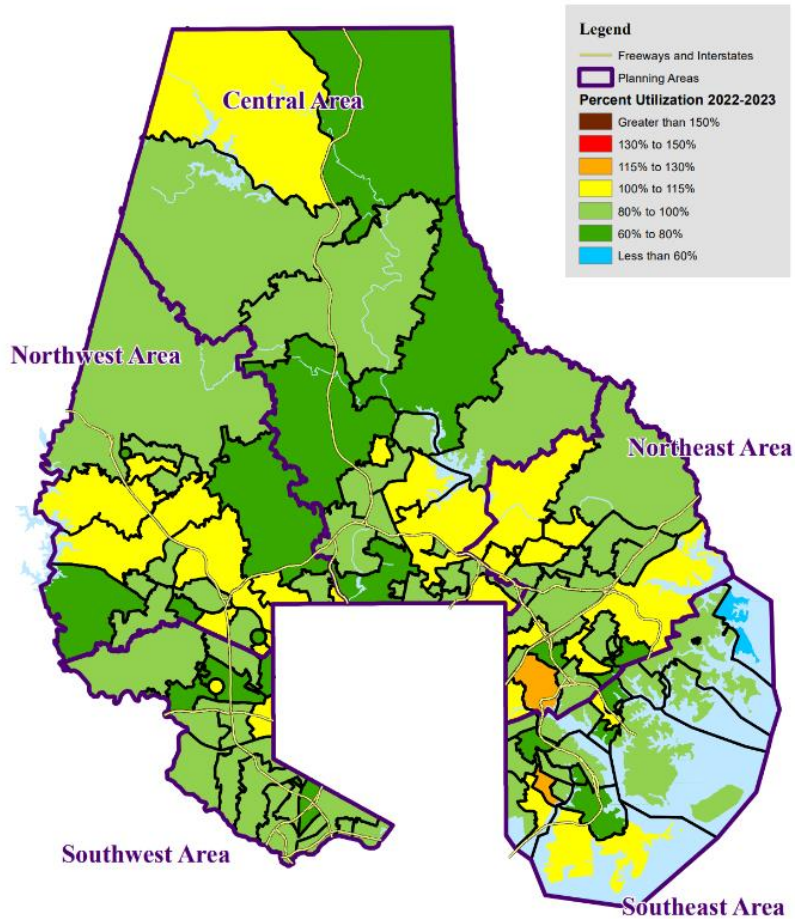 Legend
Freeways and Interstates
Planning Areas
Percent Utilization 2022-2023
Greater than 150%
130% to 150%
115% to 130%
100% to 115%
80% to 100%
60% to 80%
Less than 60%
Central Area
Northwest Area
Northeast Area
Southwest Area
Southeast Area